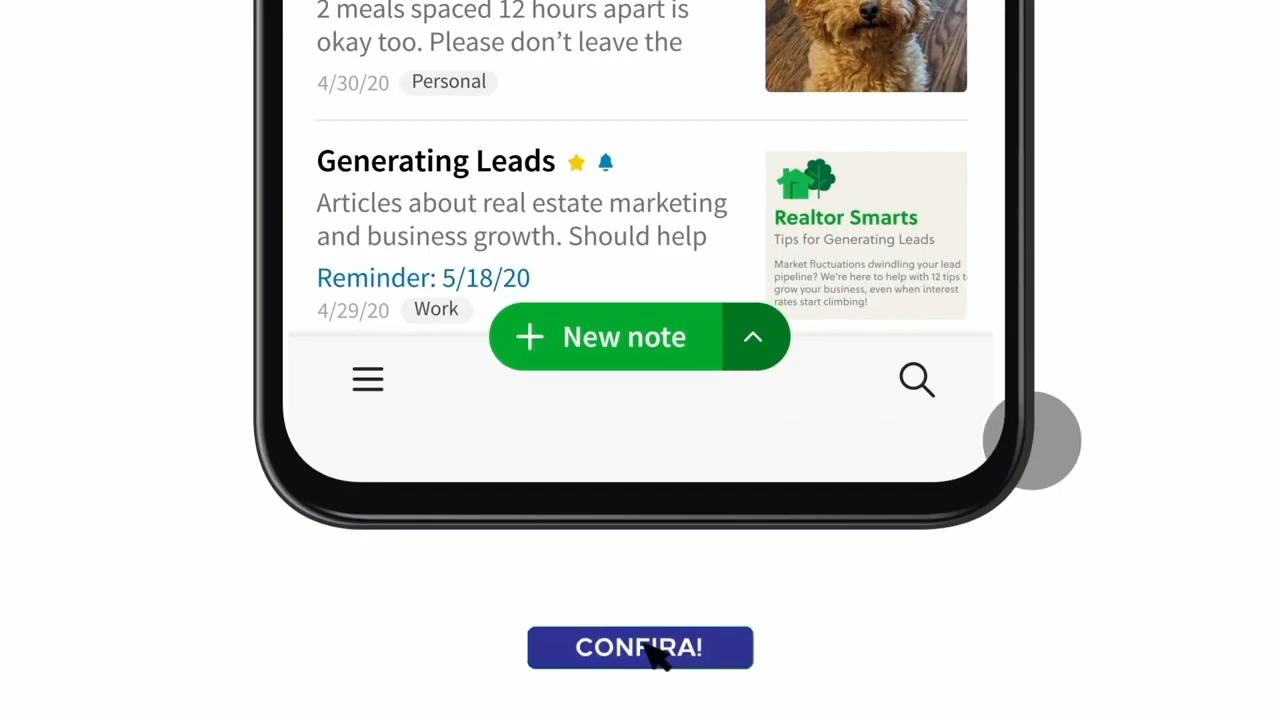 2 meals spaced 12 hours apart is
okay too. Please don’t leave the
4/30/20 Personal
Generating Leads
Articles about real estate marketing
and business growth. Should help
Reminder: 5/18/20
4/29/20 Work
Realtor Smarts
Tips for Generating Leads
Market fluctuations dwindling your lead
pipeline? We're here to help with 12 tips t
grow your business, even when interest
rates start climbing!
New note
CONFIRA!